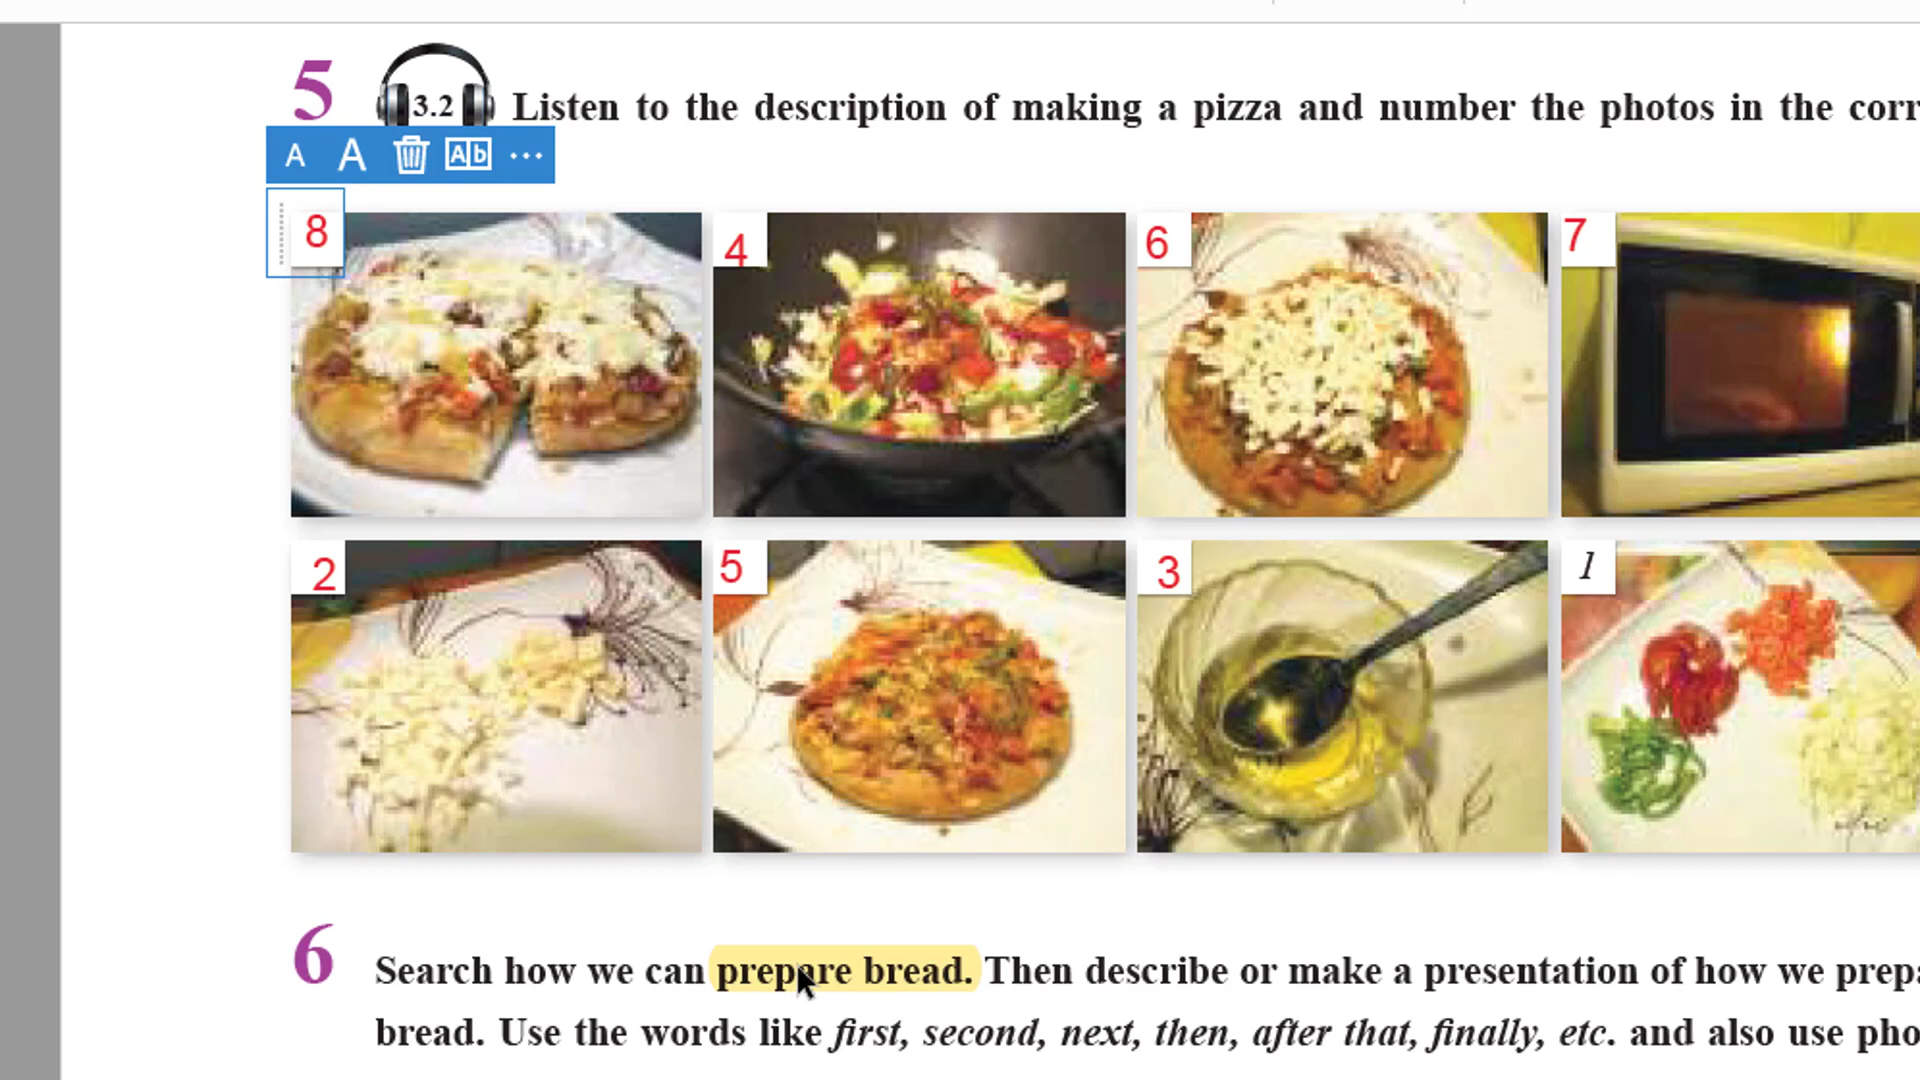 5 3.2 Listen to the description of making a pizza and number the photos in the corr
A A Ab ...
8 4 6 7
2 5 3 1
6 Search how we can prepare bread. Then describe or make a presentation of how we prepa
bread. Use the words like first, second, next, then, after that, finally, etc. and also use pho